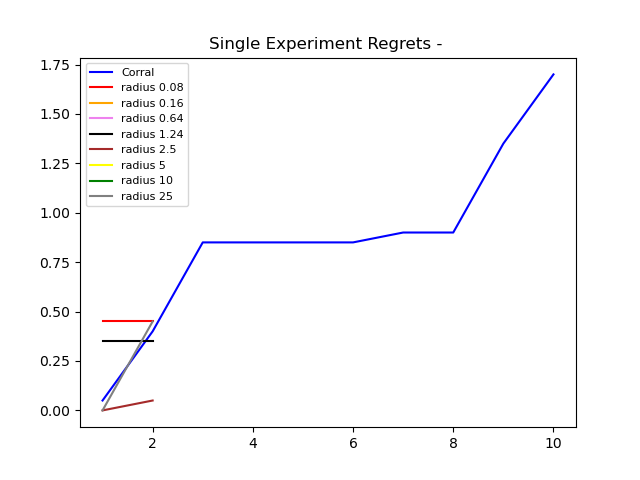 Single Experiment Regrets -
1.75
1.50
1.25
1.00
0.75
0.50
0.25
0.00
Corral
radius 0.08
radius 0.16
radius 0.64
radius 1.24
radius 2.5
radius 5
radius 10
radius 25
2 4 6 8 10